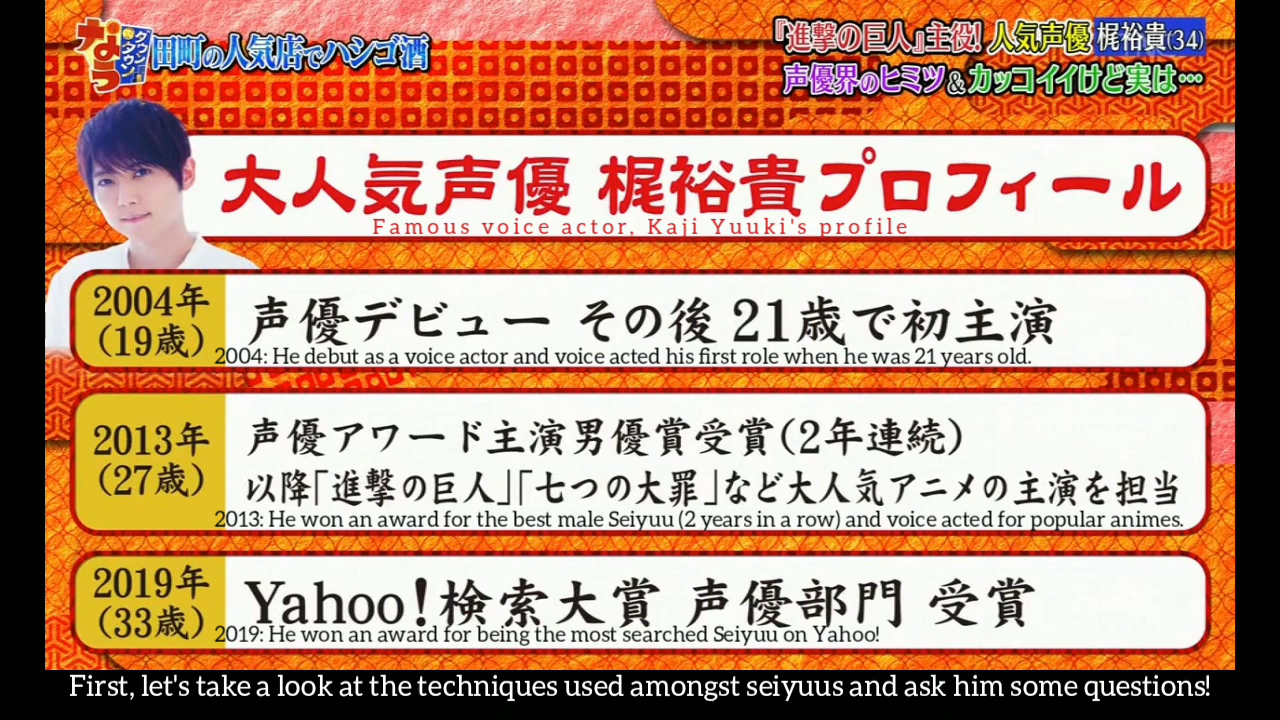 ダウンタウンなう
田町の人気店でハシゴ酒
『進撃の巨人』主役! 人気声優 梶裕貴(34)
声優界のヒミツ&カッコイイけど実は…
大人気声優 梶裕貴プロフィール
Famous voice actor, Kaji Yuuki's profile
2004年
(19歳)
声優デビュー その後 21歳で初主演
2004: He debut as a voice actor and voice acted his first role when he was 21 years old.
2013年
(27歳)
声優アワード主演男優賞受賞(2年連続)
以降「進撃の巨人」「七つの大罪」など大人気アニメの主演を担当
2013: He won an award for the best male Seiyuu (2 years in a row) and voice acted for popular animes.
2019年
(33歳)
Yahoo!検索大賞 声優部門 受賞
2019: He won an award for being the most searched Seiyuu on Yahoo!
First, let's take a look at the techniques used amongst seiyuus and ask him some questions!